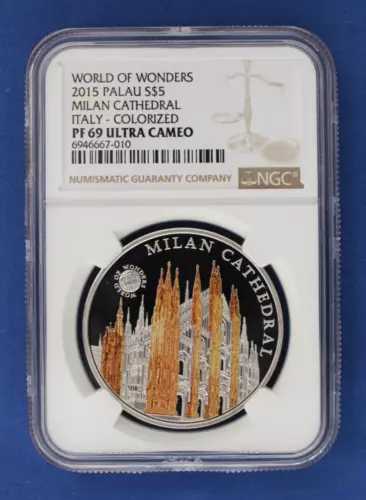 WORLD OF WONDERS
2015 PALAU S$5
MILAN CATHEDRAL
ITALY - COLORIZED
PF 69 ULTRA CAMEO
6946667-010
NUMISMATIC GUARANTY COMPANY NGC
MILAN CATHEDRAL
WORLD OF WONDERS